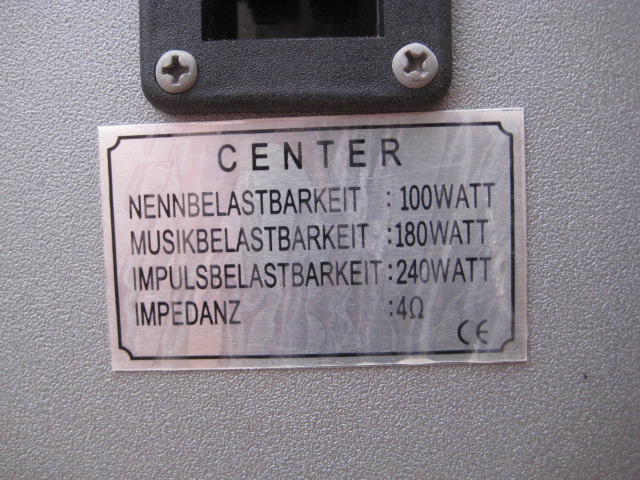 CENTER
NENNBELASTBARKEIT : 100WATT
MUSIKBELASTBARKEIT :180WATT
IMPULSBELASTBARKEIT :240WATT
IMPEDANZ :4Ω
CE